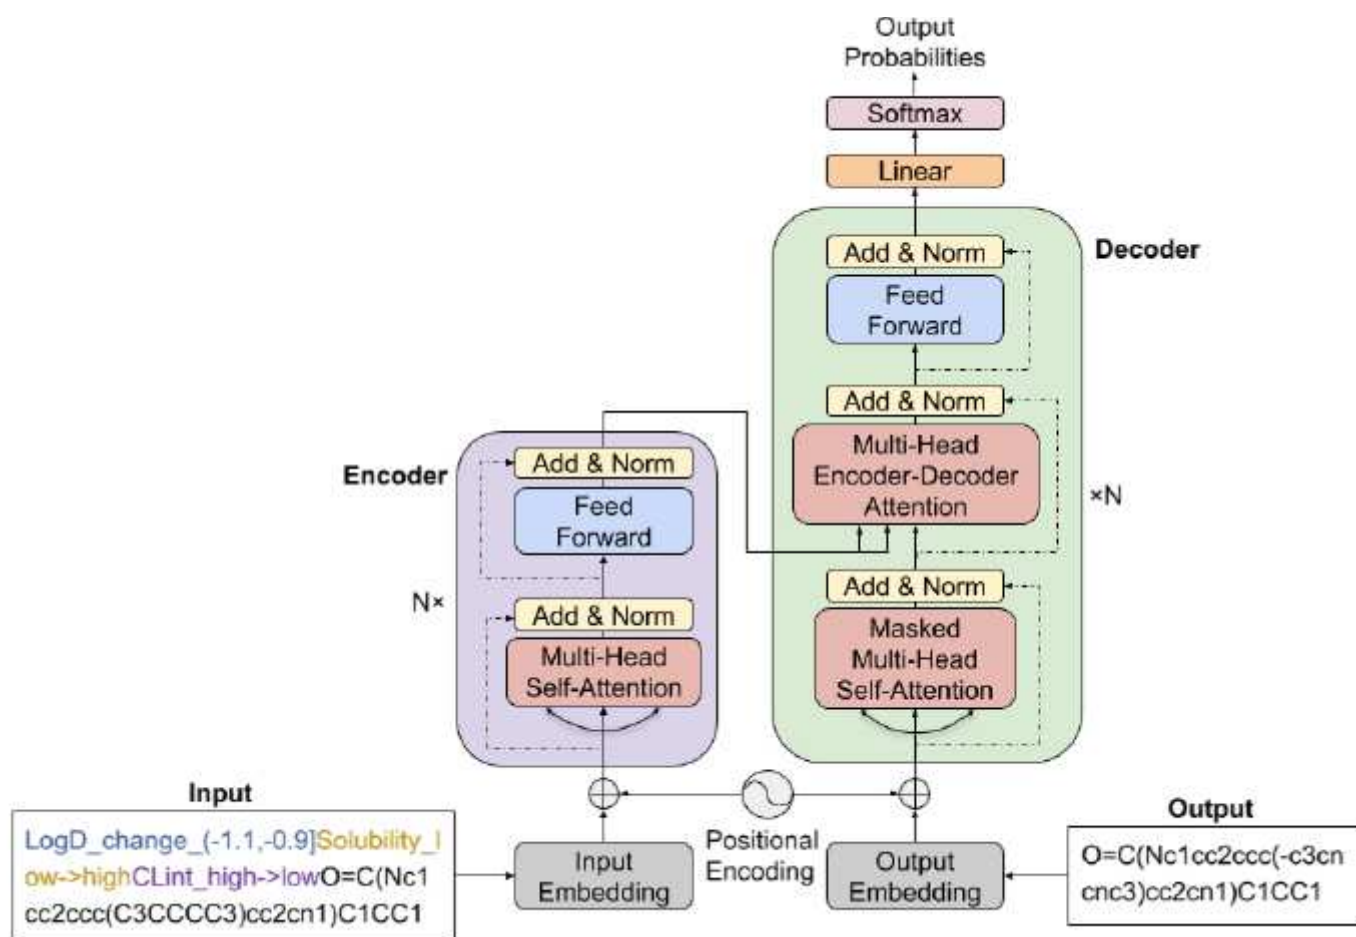 Output
Probabilities
Softmax
Linear
Decoder
Add & Norm
Feed
Forward
Add & Norm
Multi-Head
Encoder-Decoder
Attention
×N
Add & Norm
Masked
Multi-Head
Self-Attention
Encoder
Add & Norm
Feed
Forward
N×
Add & Norm
Multi-Head
Self-Attention
Input
LogD_change_(-1.1,-0.9]Solubility_l
ow->highCLint_high->lowO=C(Nc1
cc2ccc(C3CCCC3)cc2cn1)C1CC1
Input
Embedding
Positional
Encoding
Output
Embedding
Output
O=C(Nc1cc2ccc(-c3cn
cnc3)cc2cn1)C1CC1